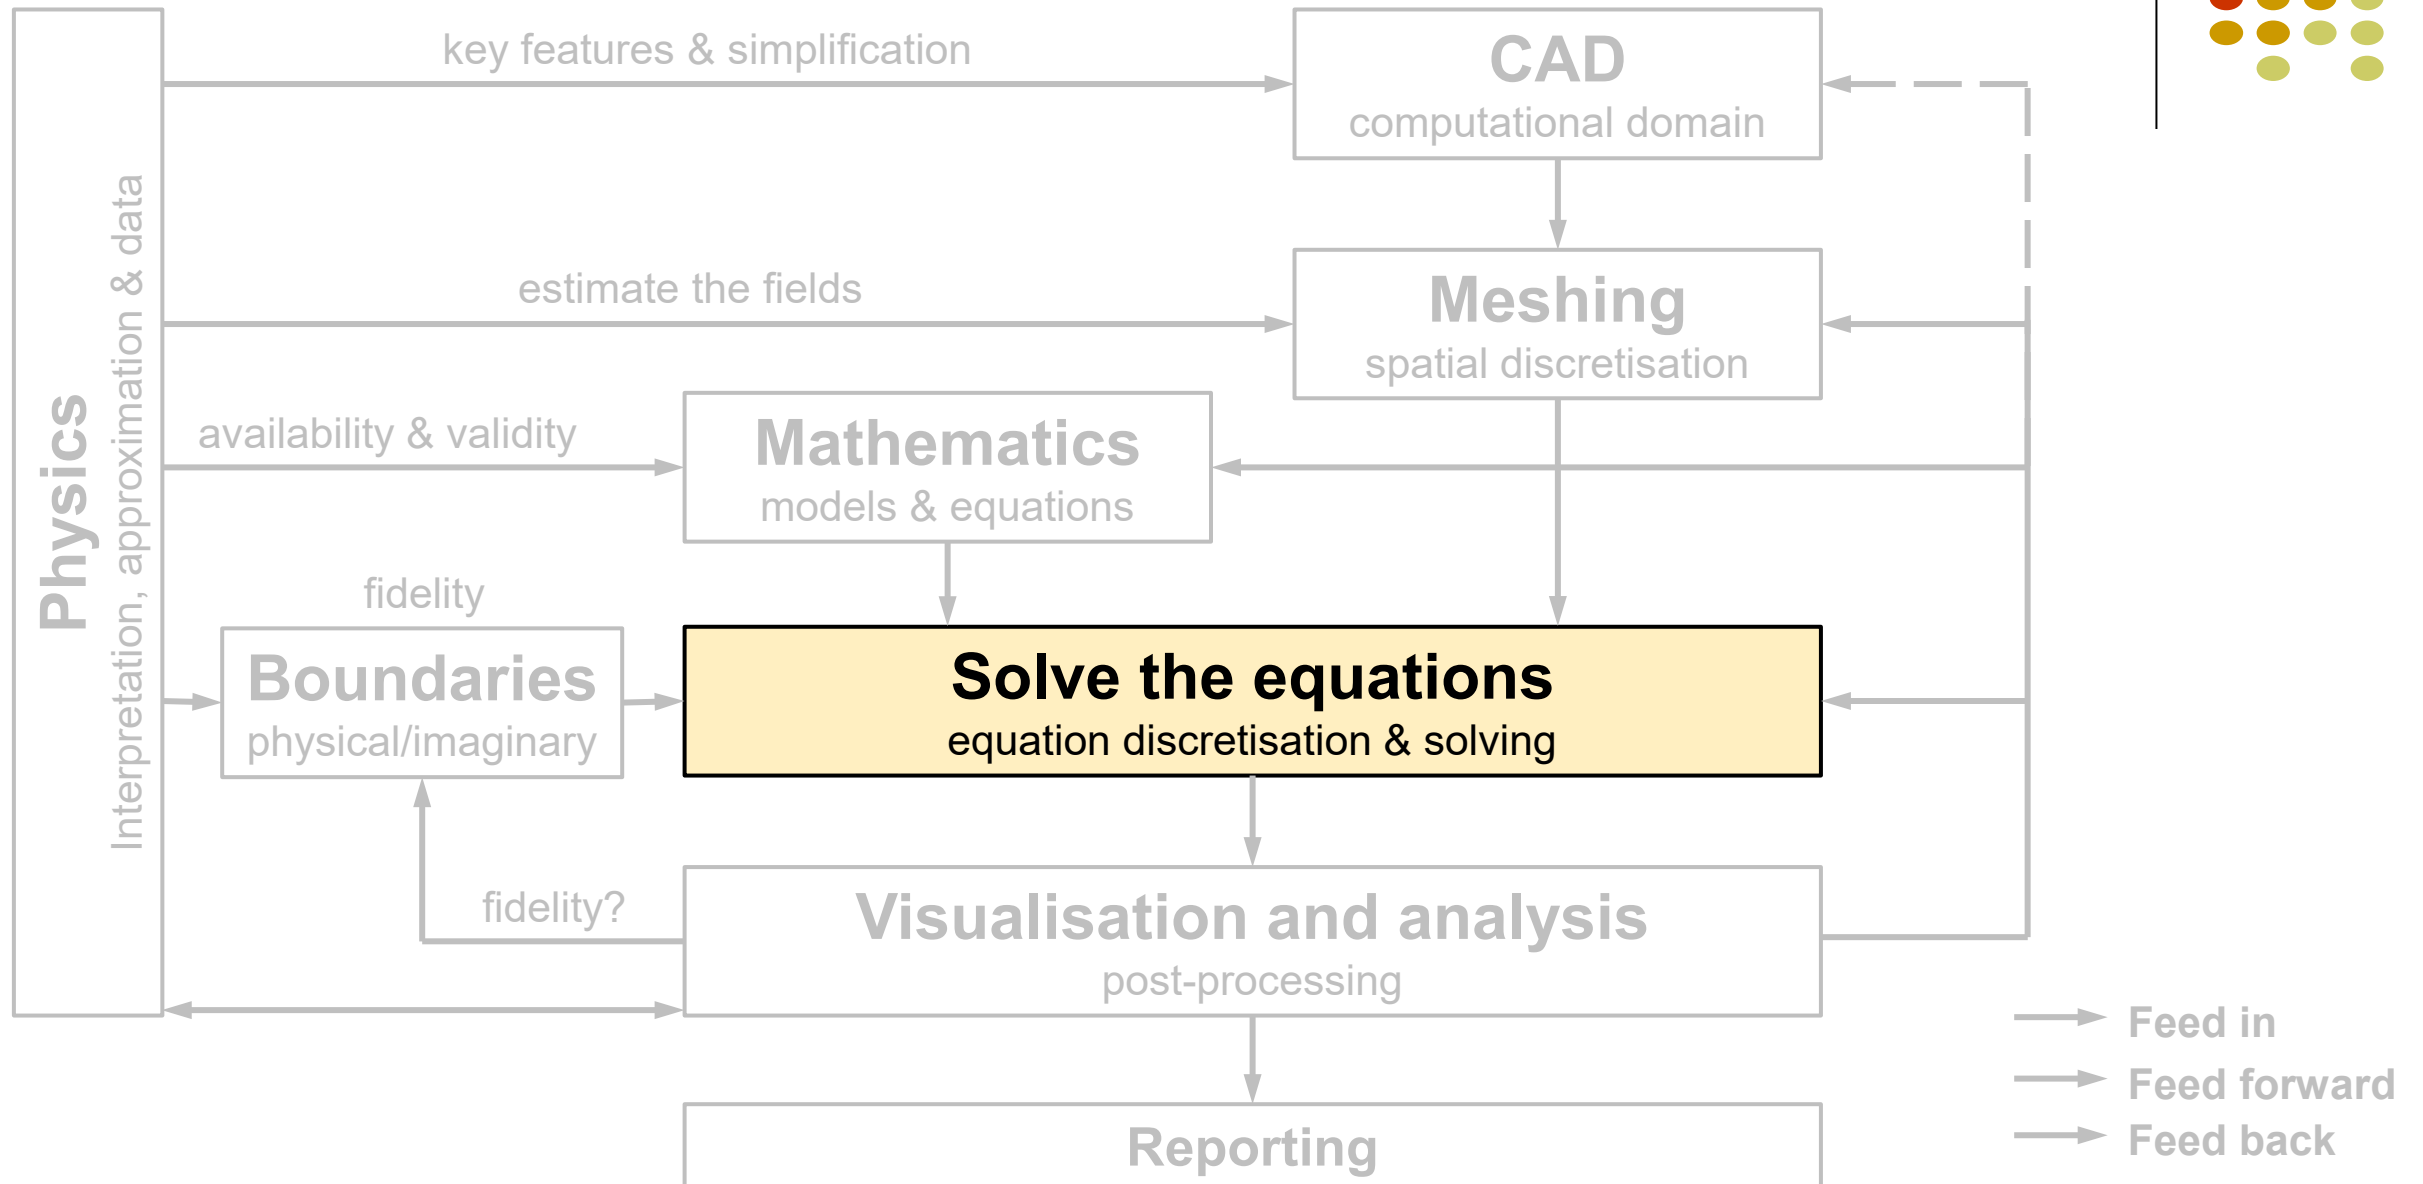 key features & simplification
CAD
computational domain
estimate the fields
Meshing
spatial discretisation
Physics
Interpretation, approximation & data
availability & validity
Mathematics
models & equations
fidelity
Boundaries
physical/imaginary
Solve the equations
equation discretisation & solving
fidelity?
Visualisation and analysis
post-processing
Feed in
Feed forward
Feed back
Reporting